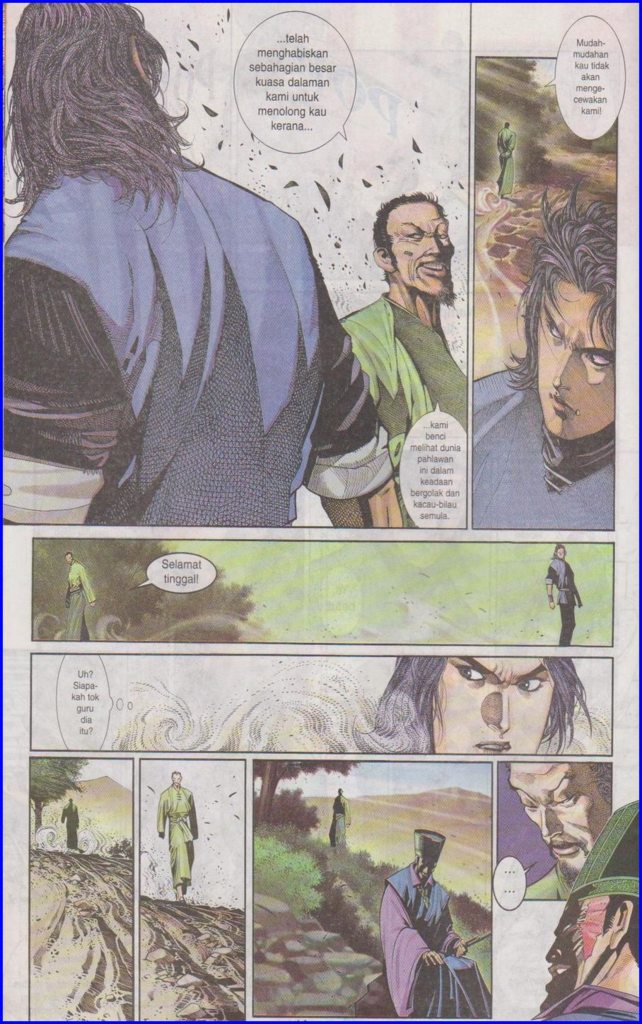 ...telah
menghabiskan
sebahagian besar
kuasa dalaman
kami untuk
menolong kau
kerana...
...kami
benci
melihat dunia
pahlawan
ini dalam
keadaan
bergolak dan
kacau-bilau
semula.
Mudah-
mudahan
kau tidak
akan
menge-
cewakan
kami!
Selamat
tinggal!
Uh?
Siapa-
kah tok
guru
dia
itu?
...
...